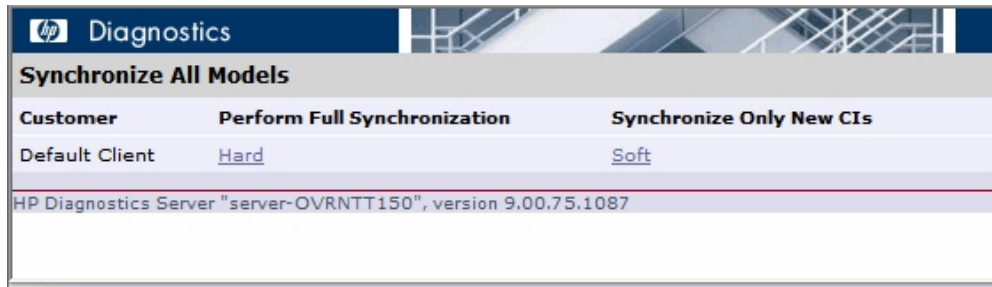 hp Diagnostics
Synchronize All Models
Customer Perform Full Synchronization Synchronize Only New CIs
Default Client Hard Soft
HP Diagnostics Server "server-OVRNTT150", version 9.00.75.1087